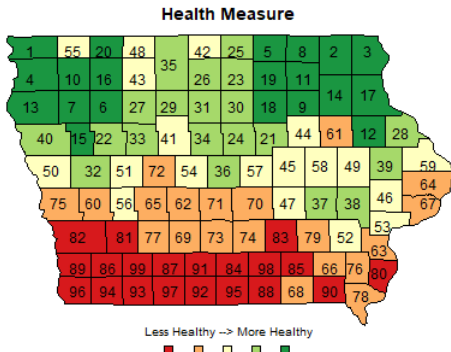 Health Measure
1 55 20 48 35 42 25 5 8 2 3
4 10 16 43 26 23 19 11 14 17
13 7 6 27 29 31 30 18 9
40 15 22 33 41 34 24 21 44 61 12 28
50 32 51 72 54 36 57 45 58 49 39 59
75 60 56 65 62 71 70 47 37 38 46 64
67
53
82 81 77 69 73 74 83 79 52 63
89 86 99 87 91 84 98 85 66 76 80
96 94 93 97 92 95 88 68 90 78
Less Healthy --> More Healthy